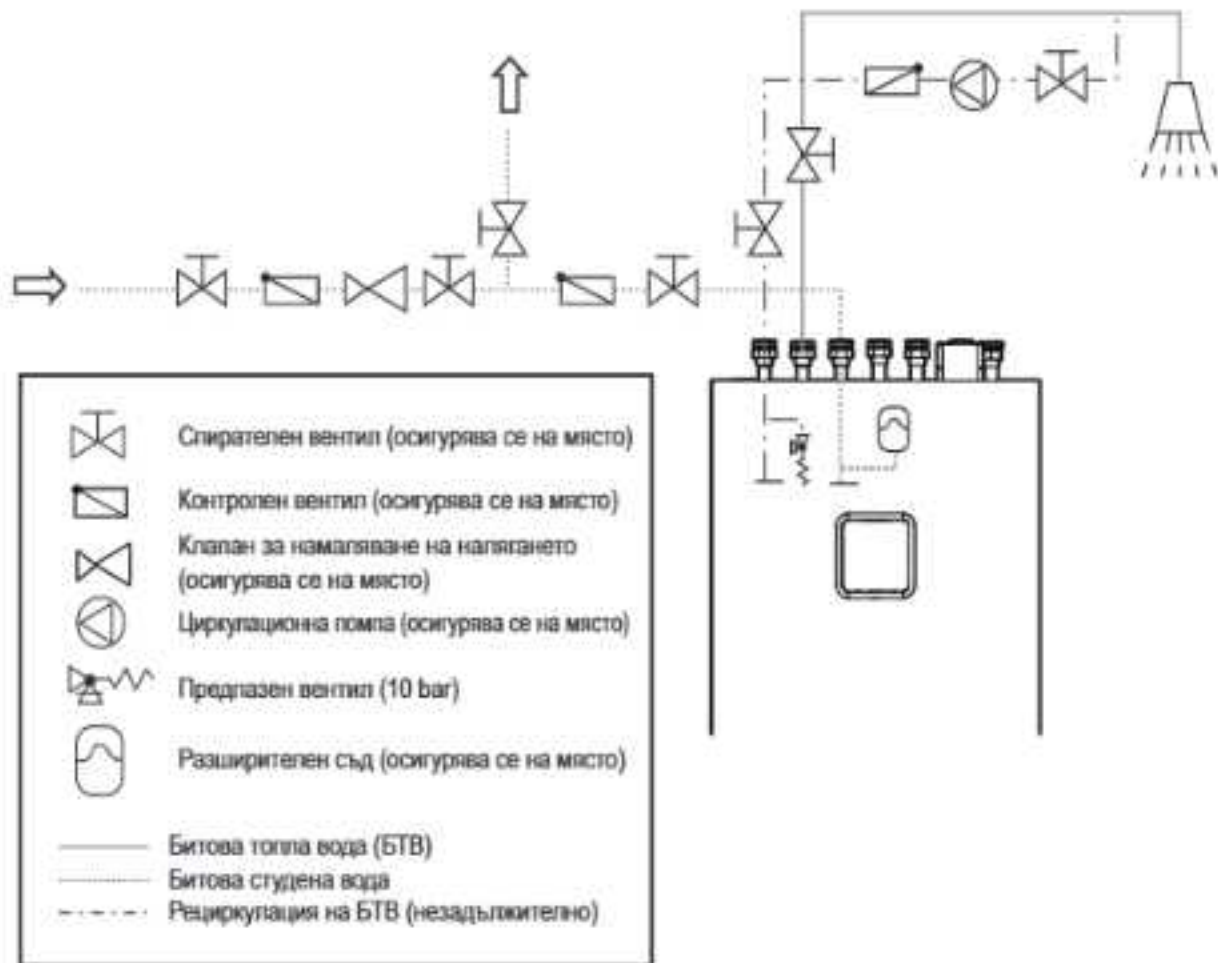 Спирателен вентил (осигурява се на място)
Контролен вентил (осигурява се на място)
Клапан за намаляване на налягането
(осигурява се на място)
Циркулационна помпа (осигурява се на място)
Предпазен вентил (10 bar)
Разширителен съд (осигурява се на място)
Битова топла вода (БТВ)
Битова студена вода
Рециркулация на БТВ (незадължително)